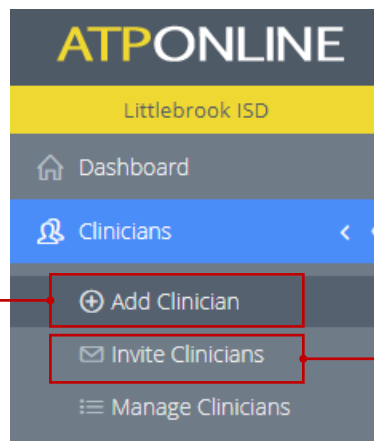 ATPONLINE
Littlebrook ISD
Dashboard
Clinicians
Add Clinician
Invite Clinicians
Manage Clinicians